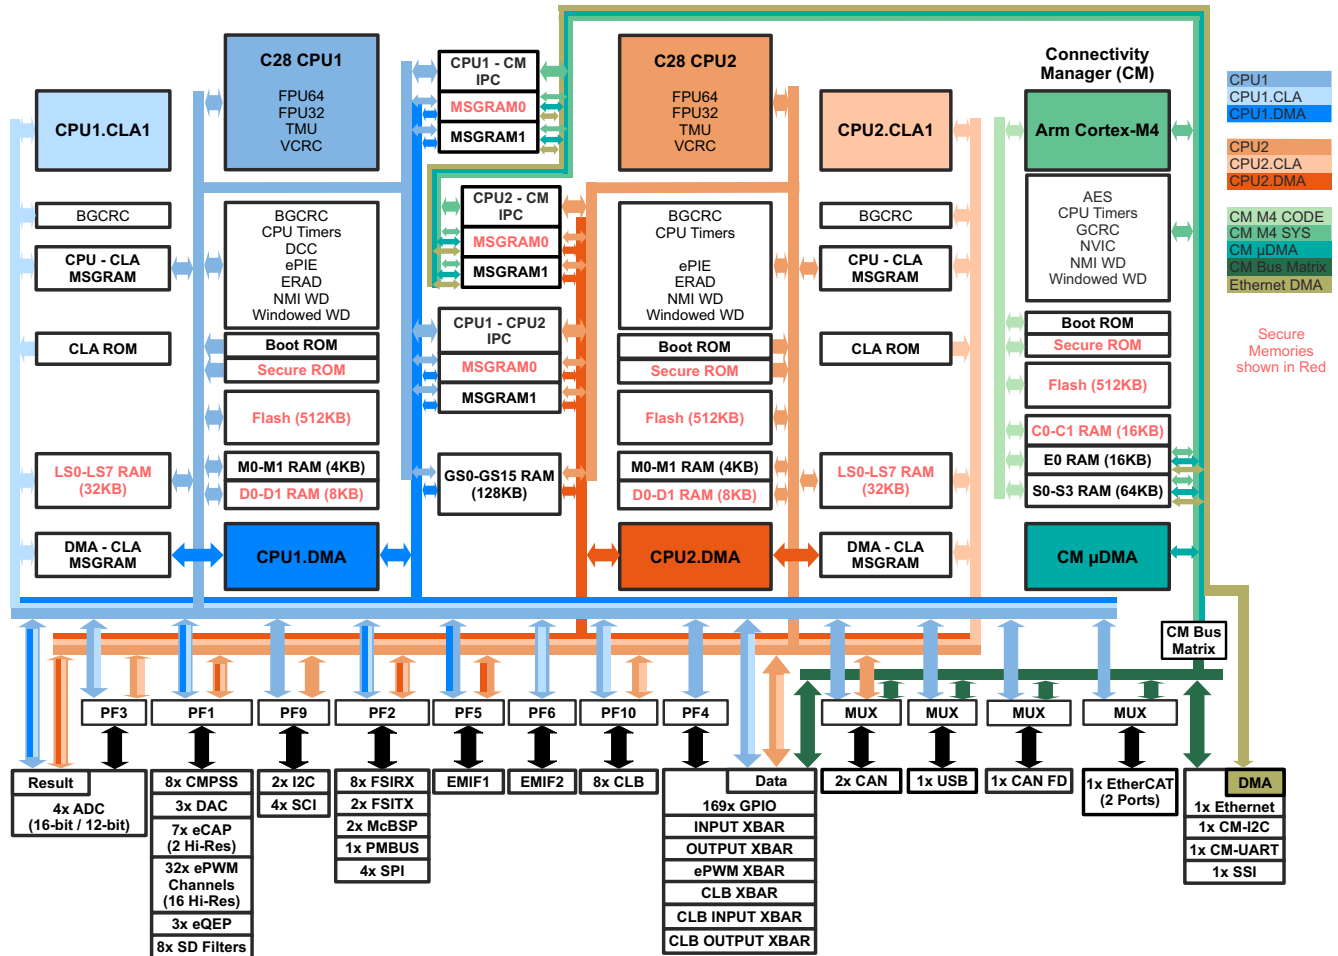 C28 CPU1
FPU64
FPU32
TMU
VCRC
CPU1 - CM
IPC
MSGRAM0
MSGRAM1
C28 CPU2
FPU64
FPU32
TMU
VCRC
Connectivity
Manager (CM)
CPU1.CLA1
CPU2.CLA1
Arm Cortex-M4
CPU1
CPU1.CLA
CPU1.DMA
CPU2
CPU2.CLA
CPU2.DMA
CM M4 CODE
CM M4 SYS
CM µDMA
CM Bus Matrix
Ethernet DMA
Secure
Memories
shown in Red
BGCRC
CPU - CLA
MSGRAM
CLA ROM
LS0-LS7 RAM
(32KB)
DMA - CLA
MSGRAM
BGCRC
CPU Timers
DCC
ePIE
ERAD
NMI WD
Windowed WD
Boot ROM
Secure ROM
Flash (512KB)
M0-M1 RAM (4KB)
D0-D1 RAM (8KB)
CPU1.DMA
CPU2 - CM
IPC
MSGRAM0
MSGRAM1
CPU1 - CPU2
IPC
MSGRAM0
MSGRAM1
GS0-GS15 RAM
(128KB)
BGCRC
CPU Timers
ePIE
ERAD
NMI WD
Windowed WD
Boot ROM
Secure ROM
Flash (512KB)
M0-M1 RAM (4KB)
D0-D1 RAM (8KB)
CPU2.DMA
BGCRC
CPU - CLA
MSGRAM
CLA ROM
LS0-LS7 RAM
(32KB)
DMA - CLA
MSGRAM
AES
CPU Timers
GCRC
NVIC
NMI WD
Windowed WD
Boot ROM
Secure ROM
Flash (512KB)
C0-C1 RAM (16KB)
E0 RAM (16KB)
S0-S3 RAM (64KB)
CM µDMA
CM Bus
Matrix
PF3
PF1
PF9
PF2
PF5
PF6
PF10
PF4
MUX
MUX
MUX
MUX
Result
4x ADC
(16-bit / 12-bit)
8x CMPSS
3x DAC
7x eCAP
(2 Hi-Res)
32x ePWM
Channels
(16 Hi-Res)
3x eQEP
8x SD Filters
2x I2C
4x SCI
8x FSIRX
2x FSITX
2x McBSP
1x PMBUS
4x SPI
EMIF1
EMIF2
8x CLB
Data
169x GPIO
INPUT XBAR
OUTPUT XBAR
ePWM XBAR
CLB XBAR
CLB INPUT XBAR
CLB OUTPUT XBAR
2x CAN
1x USB
1x CAN FD
1x EtherCAT
(2 Ports)
DMA
1x Ethernet
1x CM-I2C
1x CM-UART
1x SSI